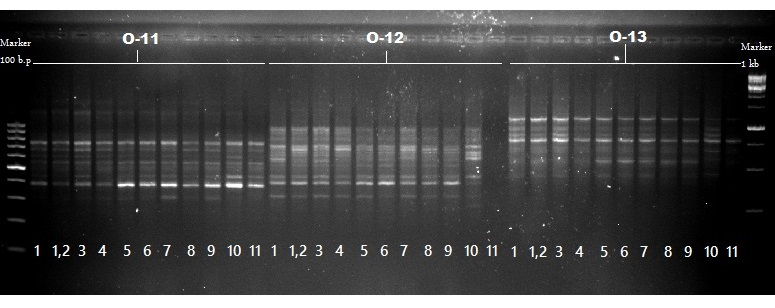 O-11 O-12 O-13
Marker Marker
100 b.p 1 kb
1 1,2 3 4 5 6 7 8 9 10 11 1 1,2 3 4 5 6 7 8 9 10 11 1 1,2 3 4 5 6 7 8 9 10 11